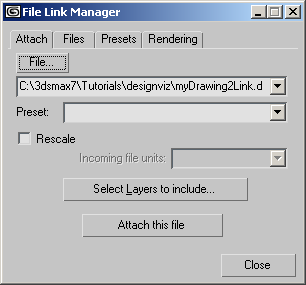 File Link Manager
Attach Files Presets Rendering
File...
C:\3dsmax7\Tutorials\designviz\myDrawing2Link.d
Preset:
Rescale
Incoming file units:
Select Layers to include...
Attach this file
Close